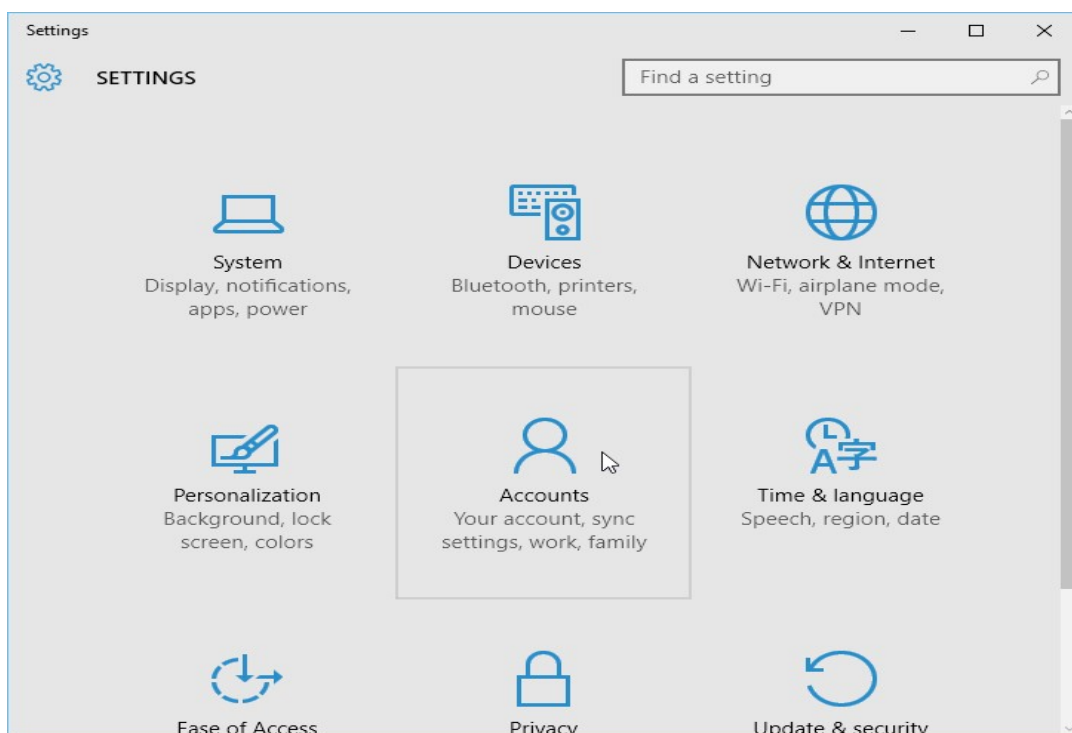 Settings
SETTINGS
Find a setting
System
Display, notifications,
apps, power
Devices
Bluetooth, printers,
mouse
Network & Internet
Wi-Fi, airplane mode,
VPN
Personalization
Background, lock
screen, colors
Accounts
Your account, sync
settings, work, family
Time & language
Speech, region, date
Ease of Access
Privacy
Update & security